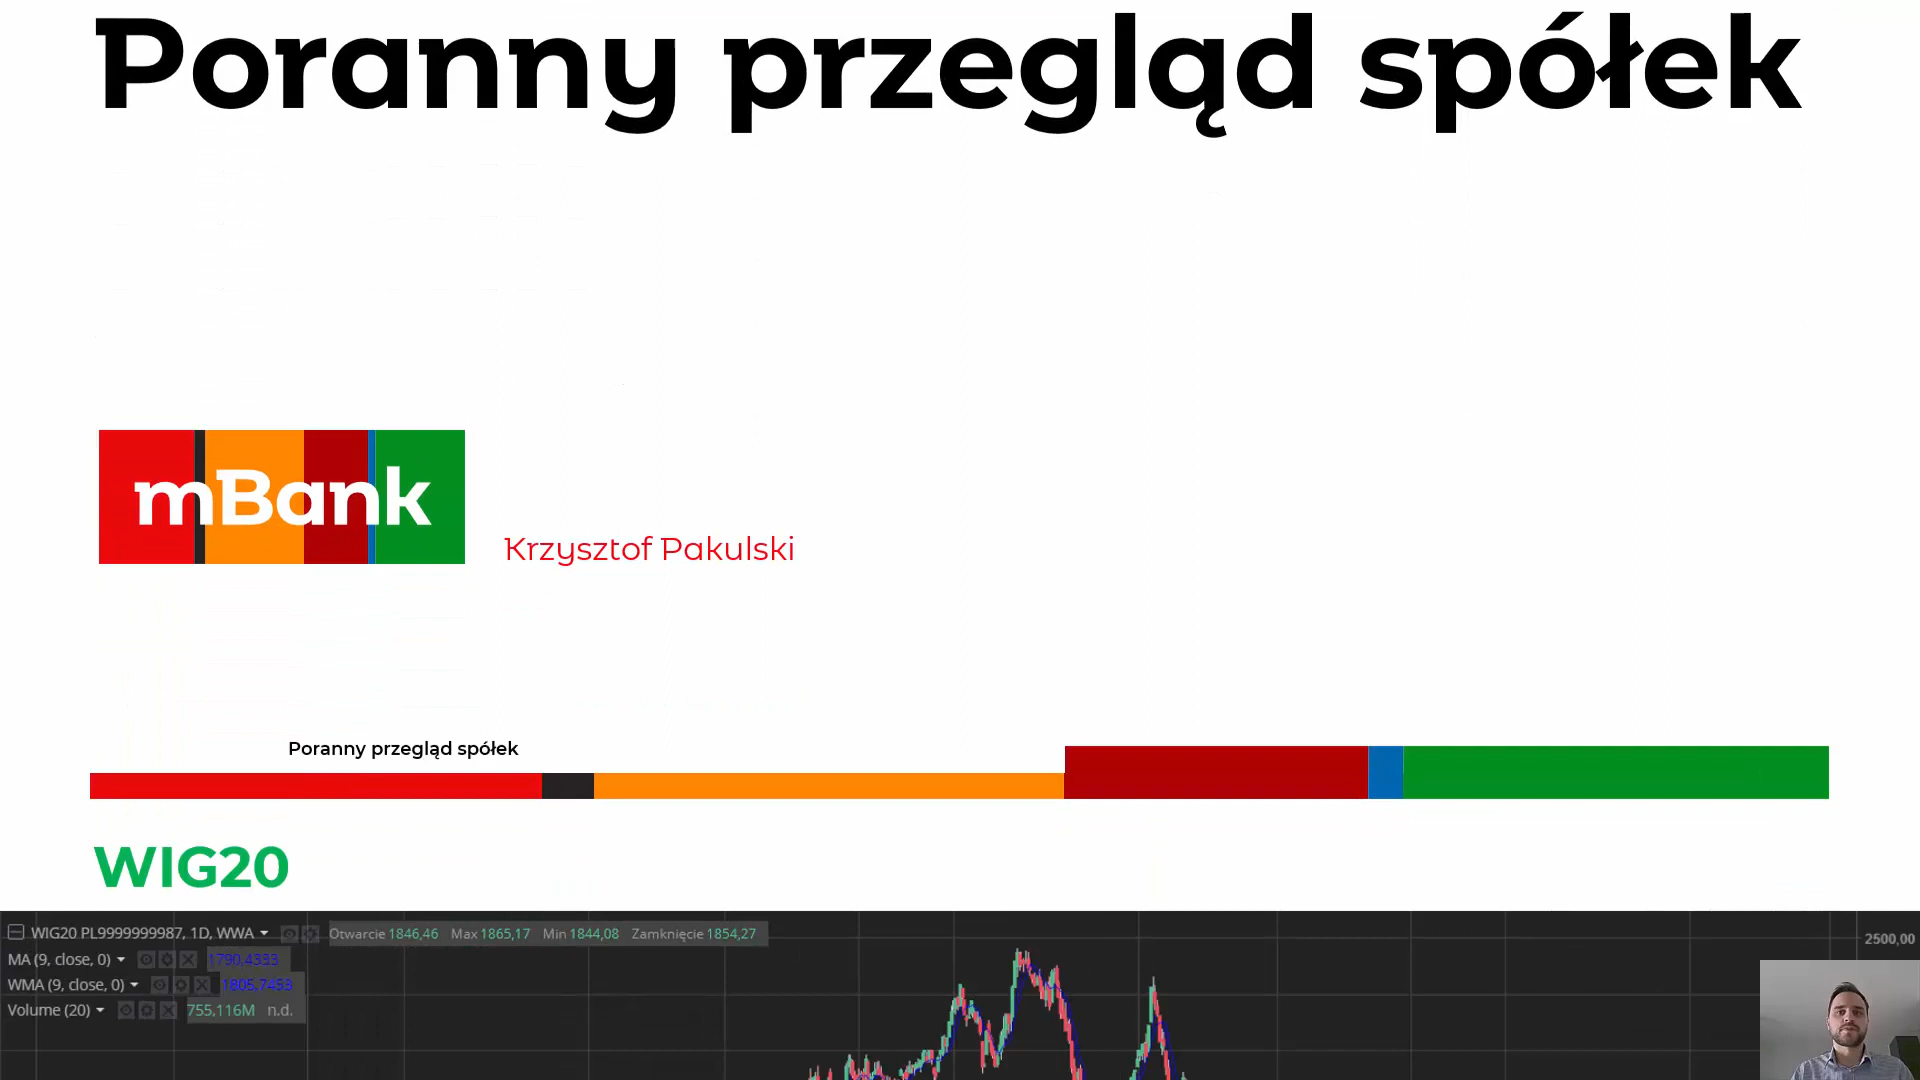 Poranny przegląd spółek
mBank
Krzysztof Pakulski
Poranny przegląd spółek
WIG20
WIG20 PL9999999987, 1D, WWA Otwarcie 1846,46 Max 1865,17 Min 1844,08 Zamknięcie 1854,27
2500,00
MA (9, close, 0) 1790,4353
WMA (9, close, 0) 1805,7453
Volume (20) 755,116M n.d.